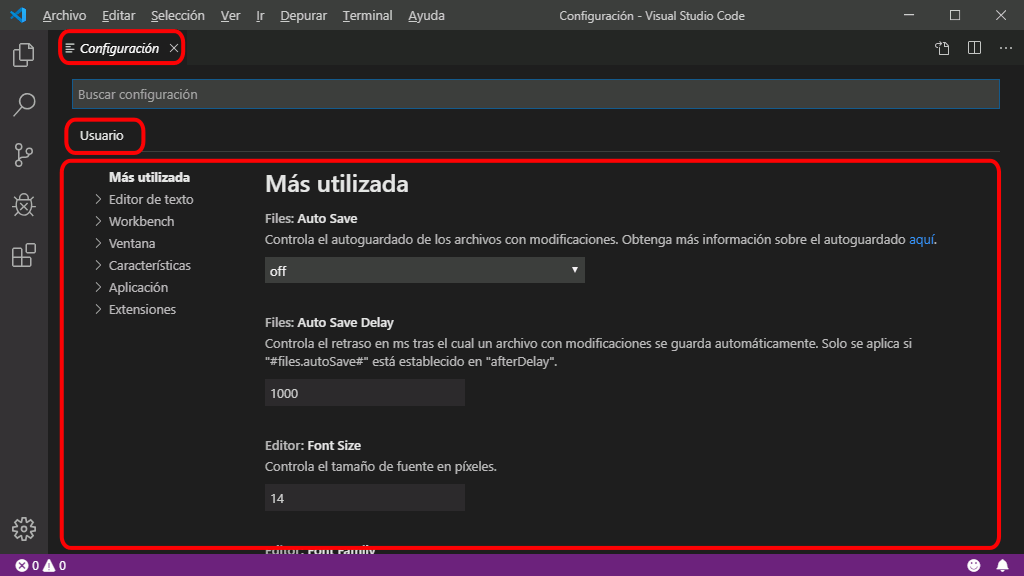 Archivo Editar Selección Ver Ir Depurar Terminal Ayuda Configuración - Visual Studio Code
Configuración
Buscar configuración
Usuario
Más utilizada
Editor de texto
Workbench
Ventana
Características
Aplicación
Extensiones
Más utilizada
Files: Auto Save
Controla el autoguardado de los archivos con modificaciones. Obtenga más información sobre el autoguardado aquí.
off
Files: Auto Save Delay
Controla el retraso en ms tras el cual un archivo con modificaciones se guarda automáticamente. Solo se aplica si
"#files.autoSave#" está establecido en "afterDelay".
1000
Editor: Font Size
Controla el tamaño de fuente en píxeles.
14
Editor: Font Family
0 0